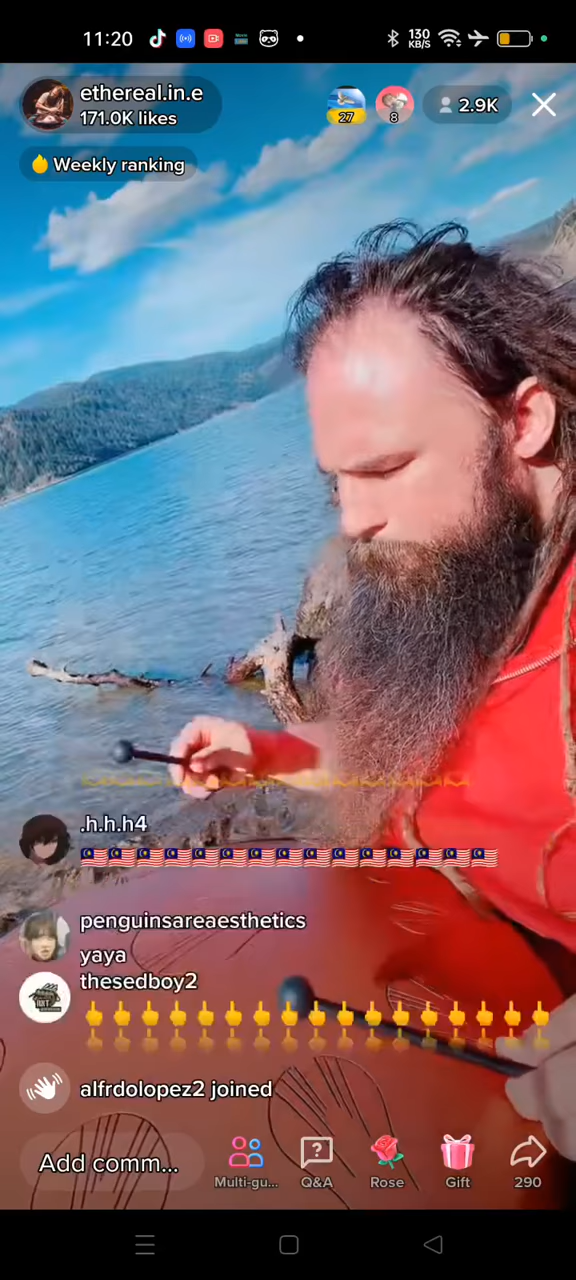 11:20
130
KB/S
ethereal.in.e
171.0K likes
27
8
2.9K
Weekly ranking
.h.h.h4
penguinsareaesthetics
yaya
thesedboy2
alfrdolopez2 joined
Add comm...
Multi-gu...
Q&A
Rose
Gift
290